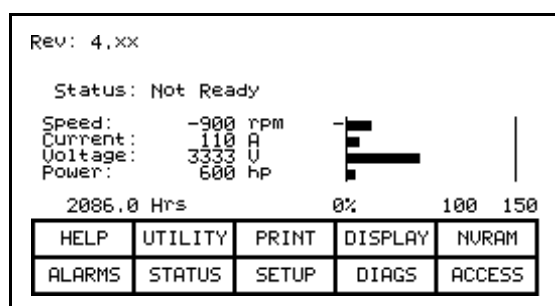 Rev: 4.xx
Status: Not Ready
Speed: -900 rpm -
Current: 110 A
Voltage: 3333 V
Power: 600 hp
2086.0 Hrs 0% 100 150
HELP UTILITY PRINT DISPLAY NVRAM
ALARMS STATUS SETUP DIAGS ACCESS